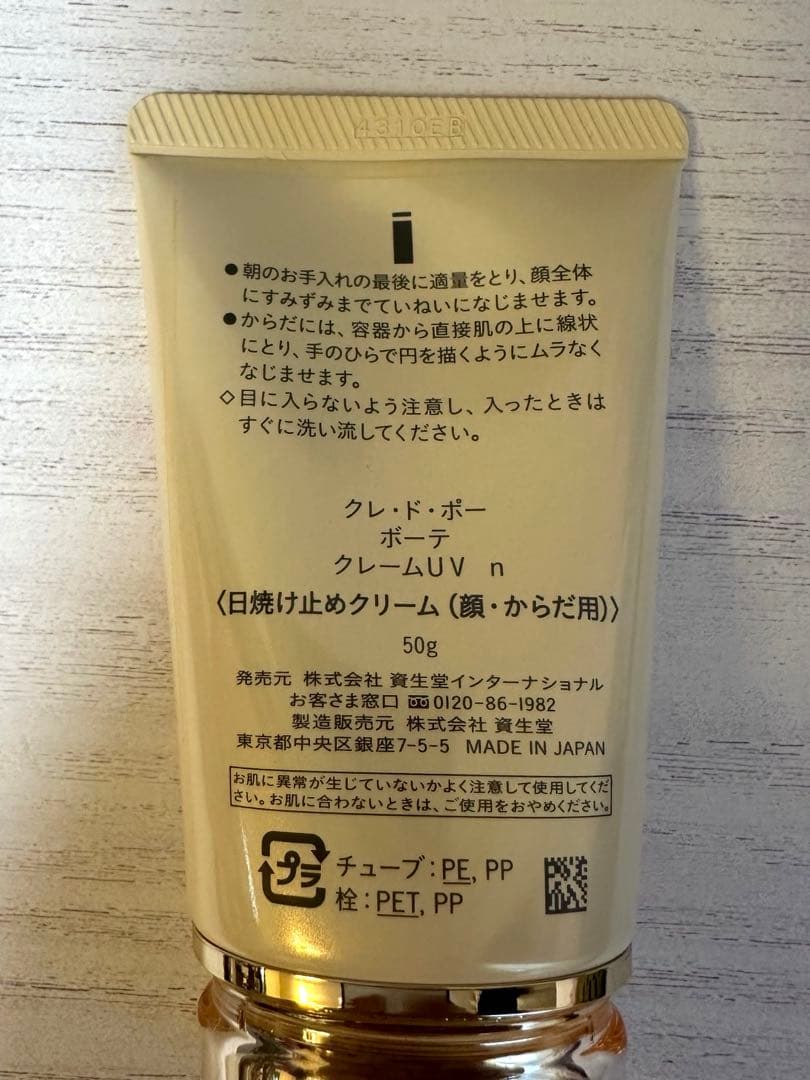 4310EB
●朝のお手入れの最後に適量をとり、顔全体
にすみずみまでていねいになじませます。
●からだには、容器から直接肌の上に線状
にとり、手のひらで円を描くようにムラなく
なじませます。
◇目に入らないよう注意し、入ったときは
すぐに洗い流してください。
クレ・ド・ポー
ボーテ
クレームUV n
〈日焼け止めクリーム(顔・からだ用)〉
50g
発売元 株式会社 資生堂インターナショナル
お客さま窓口 0120-86-1982
製造販売元 株式会社 資生堂
東京都中央区銀座7-5-5 MADE IN JAPAN
お肌に異常が生じていないかよく注意して使用してくだ
さい。お肌に合わないときは、ご使用をおやめください。
プラ チューブ:PE, PP
栓:PET, PP